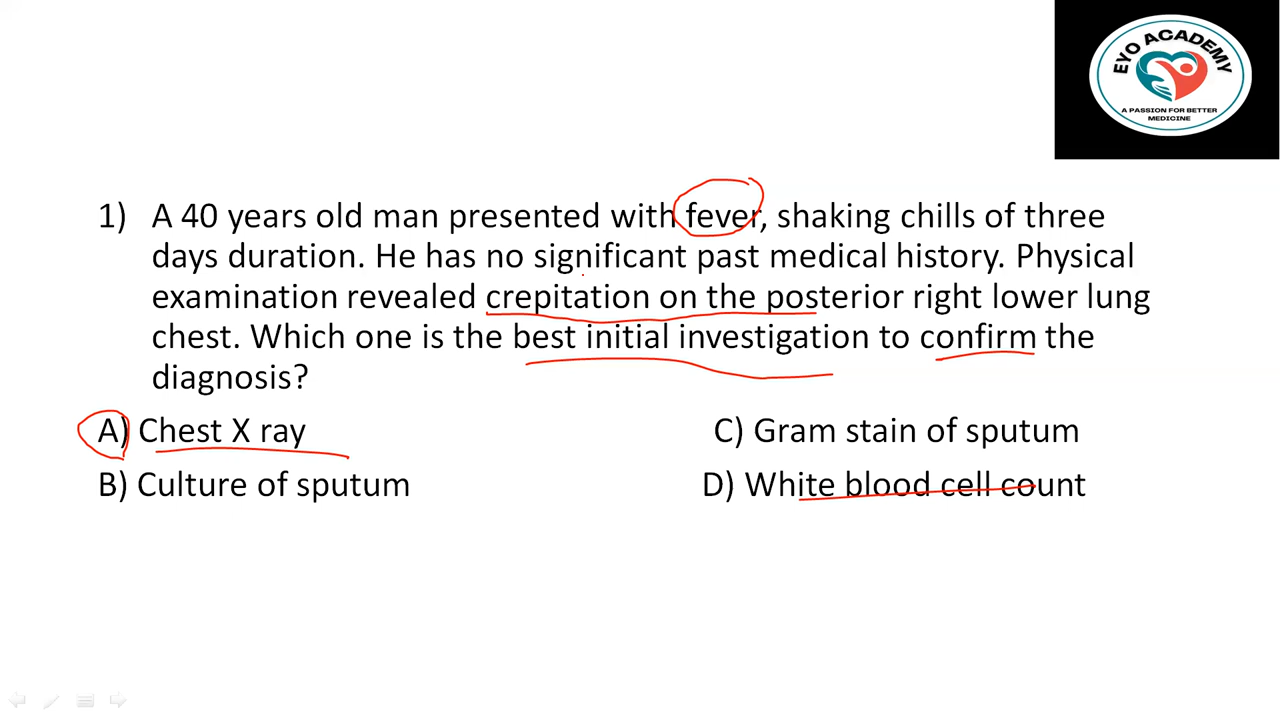 EYO ACADEMY
A PASSION FOR BETTER
MEDICINE
1) A 40 years old man presented with fever, shaking chills of three
days duration. He has no significant past medical history. Physical
examination revealed crepitation on the posterior right lower lung
chest. Which one is the best initial investigation to confirm the
diagnosis?
A) Chest X ray C) Gram stain of sputum
B) Culture of sputum D) White blood cell count